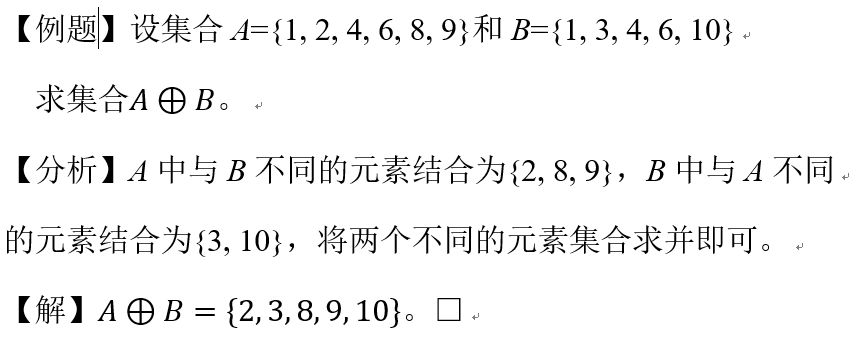 【例题】设集合 A={1, 2, 4, 6, 8, 9}和 B={1, 3, 4, 6, 10}
求集合A ⊕ B。
【分析】A 中与 B 不同的元素结合为{2, 8, 9}，B 中与 A 不同
的元素结合为{3, 10}，将两个不同的元素集合求并即可。
【解】A ⊕ B = {2, 3, 8, 9, 10}。□